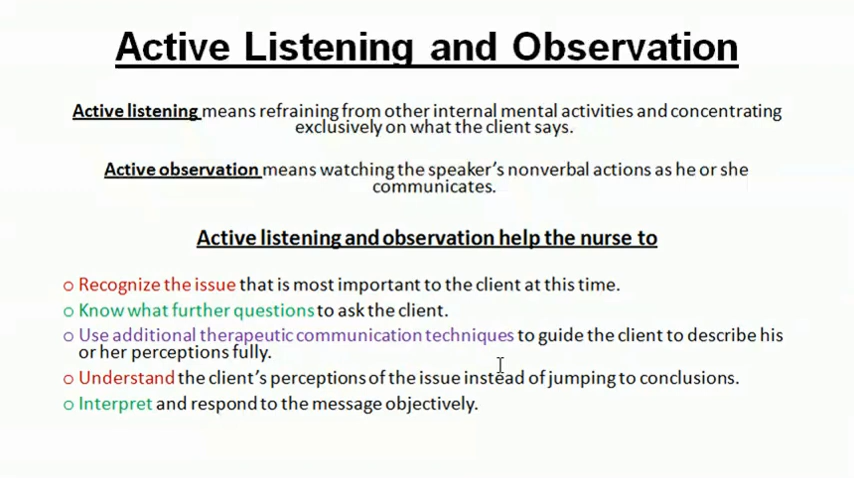 Active Listening and Observation
Active listening means refraining from other internal mental activities and concentrating
exclusively on what the client says.
Active observation means watching the speaker's nonverbal actions as he or she
communicates.
Active listening and observation help the nurse to
○ Recognize the issue that is most important to the client at this time.
○ Know what further questions to ask the client.
○ Use additional therapeutic communication techniques to guide the client to describe his
or her perceptions fully.
○ Understand the client's perceptions of the issue instead of jumping to conclusions.
○ Interpret and respond to the message objectively.